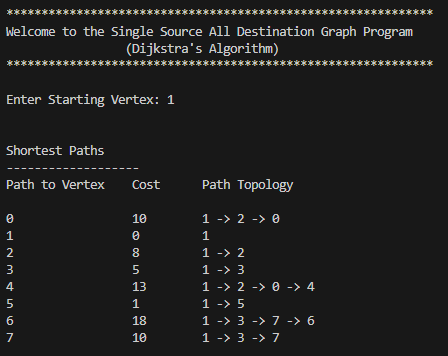 *************************************************************
Welcome to the Single Source All Destination Graph Program
(Dijkstra's Algorithm)
*************************************************************
Enter Starting Vertex: 1
Shortest Paths
-------------------
Path to Vertex    Cost      Path Topology
0                 10        1 -> 2 -> 0
1                 0         1
2                 8         1 -> 2
3                 5         1 -> 3
4                 13        1 -> 2 -> 0 -> 4
5                 1         1 -> 5
6                 18        1 -> 3 -> 7 -> 6
7                 10        1 -> 3 -> 7